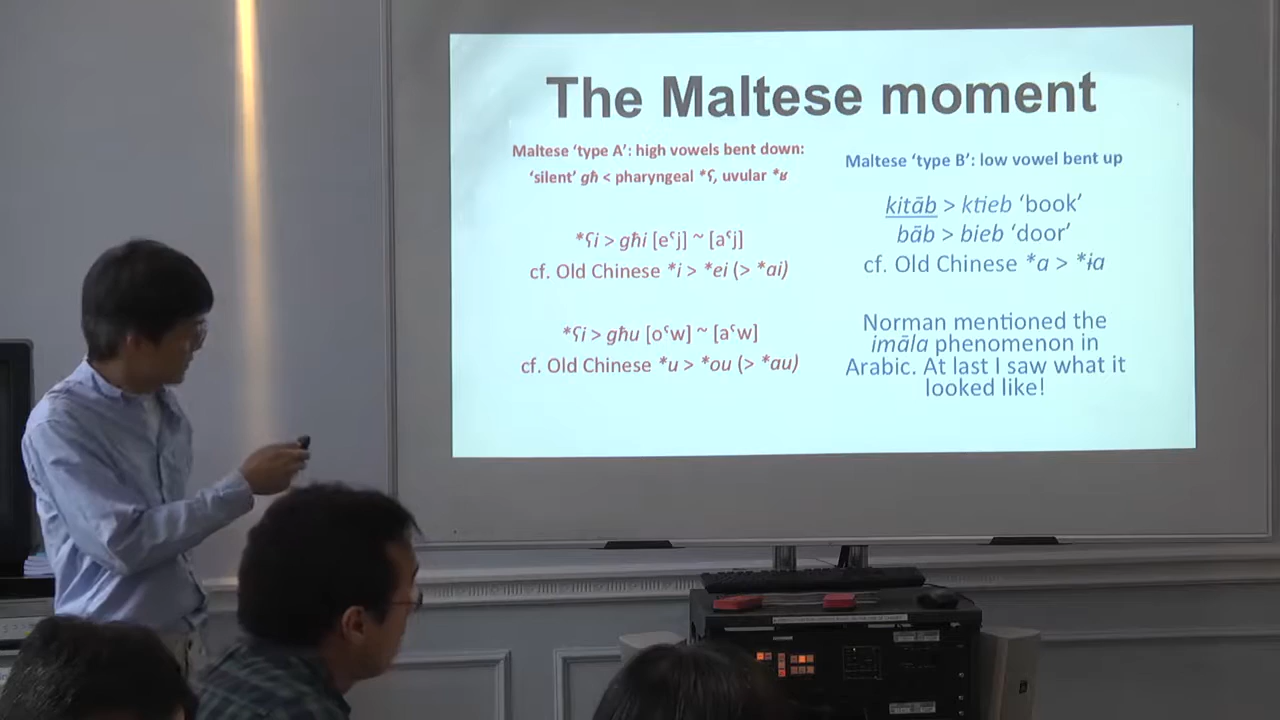 The Maltese moment
Maltese ‘type A’: high vowels bent down:
‘silent’ għ < pharyngeal *ʕ, uvular *ʁ
*ʕi > għi [eˤj] ~ [aˤj]
cf. Old Chinese *i > *ei (> *ai)
*ʕi > għu [oˤw] ~ [aˤw]
cf. Old Chinese *u > *ou (> *au)
Maltese ‘type B’: low vowel bent up
kitāb > ktieb ‘book’
bāb > bieb ‘door’
cf. Old Chinese *a > *ɨa
Norman mentioned the
imāla phenomenon in
Arabic. At last I saw what it
looked like!